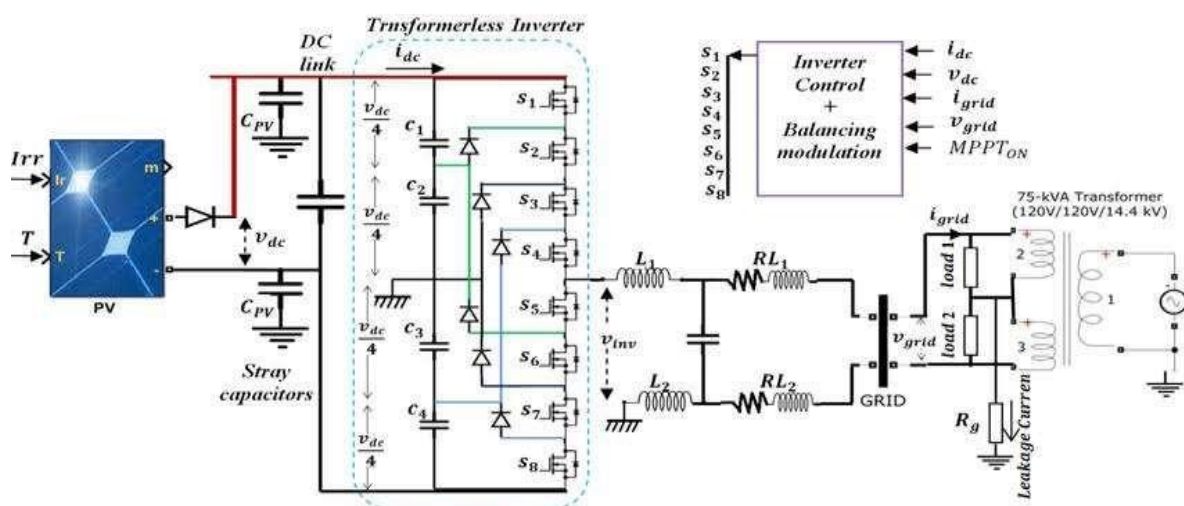 Trnsformerless Inverter
DC
link
i_dc
C_PV
v_dc/4
c_1
c_2
v_dc/4
v_dc/4
c_3
c_4
v_dc/4
s_1
s_2
s_3
s_4
s_5
s_6
s_7
s_8
Irr
Ir
m
+
T
T
-
PV
v_dc
C_PV
Stray
capacitors
s_1
s_2
s_3
s_4
s_5
s_6
s_7
s_8
Inverter
Control
+
Balancing
modulation
i_dc
v_dc
i_grid
v_grid
MPPT_ON
L_1
RL_1
v_inv
L_2
RL_2
GRID
75-kVA Transformer
(120V/120V/14.4 kV)
i_grid
load 1
v_grid
load 2
+
2
+
3
+
1
R_g
Leakage Curren